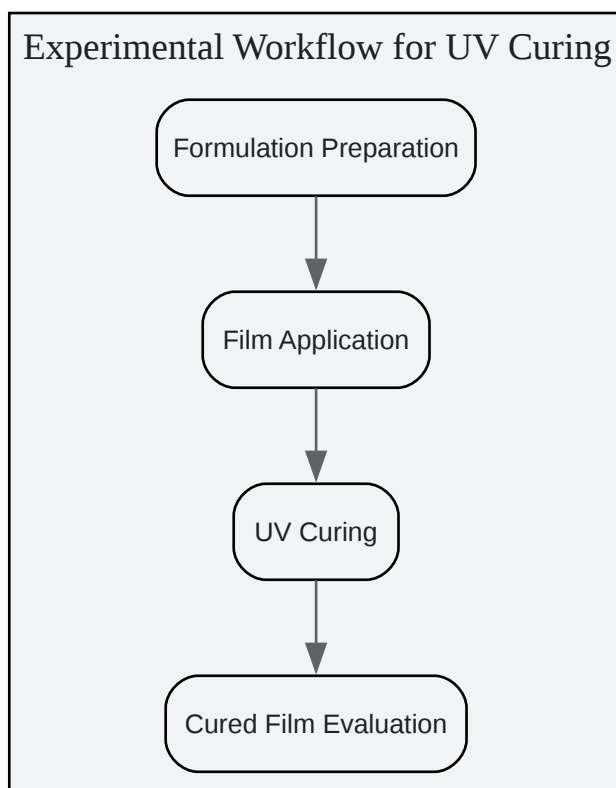 Experimental Workflow for UV Curing
Formulation Preparation
Film Application
UV Curing
Cured Film Evaluation